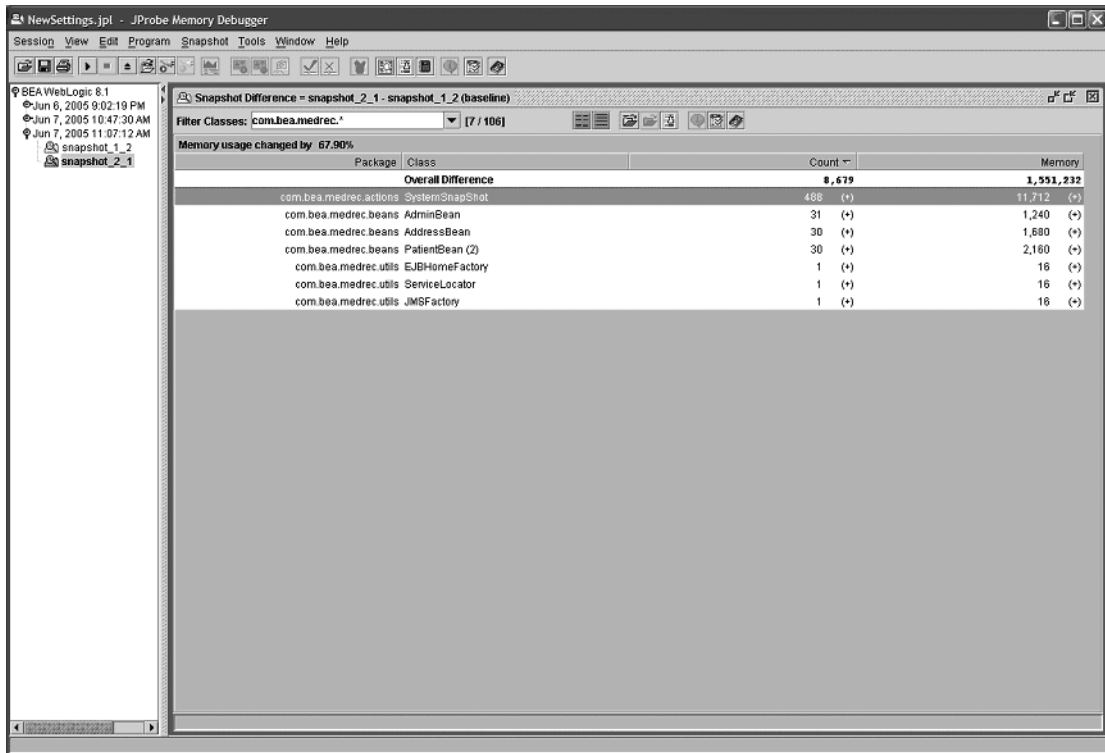 NewSettings.jpl - JProbe Memory Debugger
Session View Edit Program Snapshot Tools Window Help
BEA WebLogic 8.1
Jun 6, 2005 9:02:19 PM
Jun 7, 2005 10:47:30 AM
Jun 7, 2005 11:07:12 AM
snapshot_1_2
snapshot_2_1
Snapshot Difference = snapshot_2_1 - snapshot_1_2 (baseline)
Filter Classes: com.bea.medrec.* [7 / 106]
Memory usage changed by 67.90%
Package Class Count Memory
Overall Difference 8,679 1,551,232
com.bea.medrec.actions SystemSnapShot 488 (+) 11,712 (+)
com.bea.medrec.beans AdminBean 31 (+) 1,240 (+)
com.bea.medrec.beans AddressBean 30 (+) 1,680 (+)
com.bea.medrec.beans PatientBean (2) 30 (+) 2,160 (+)
com.bea.medrec.utils EJBHomeFactory 1 (+) 16 (+)
com.bea.medrec.utils ServiceLocator 1 (+) 16 (+)
com.bea.medrec.utils JMSFactory 1 (+) 16 (+)